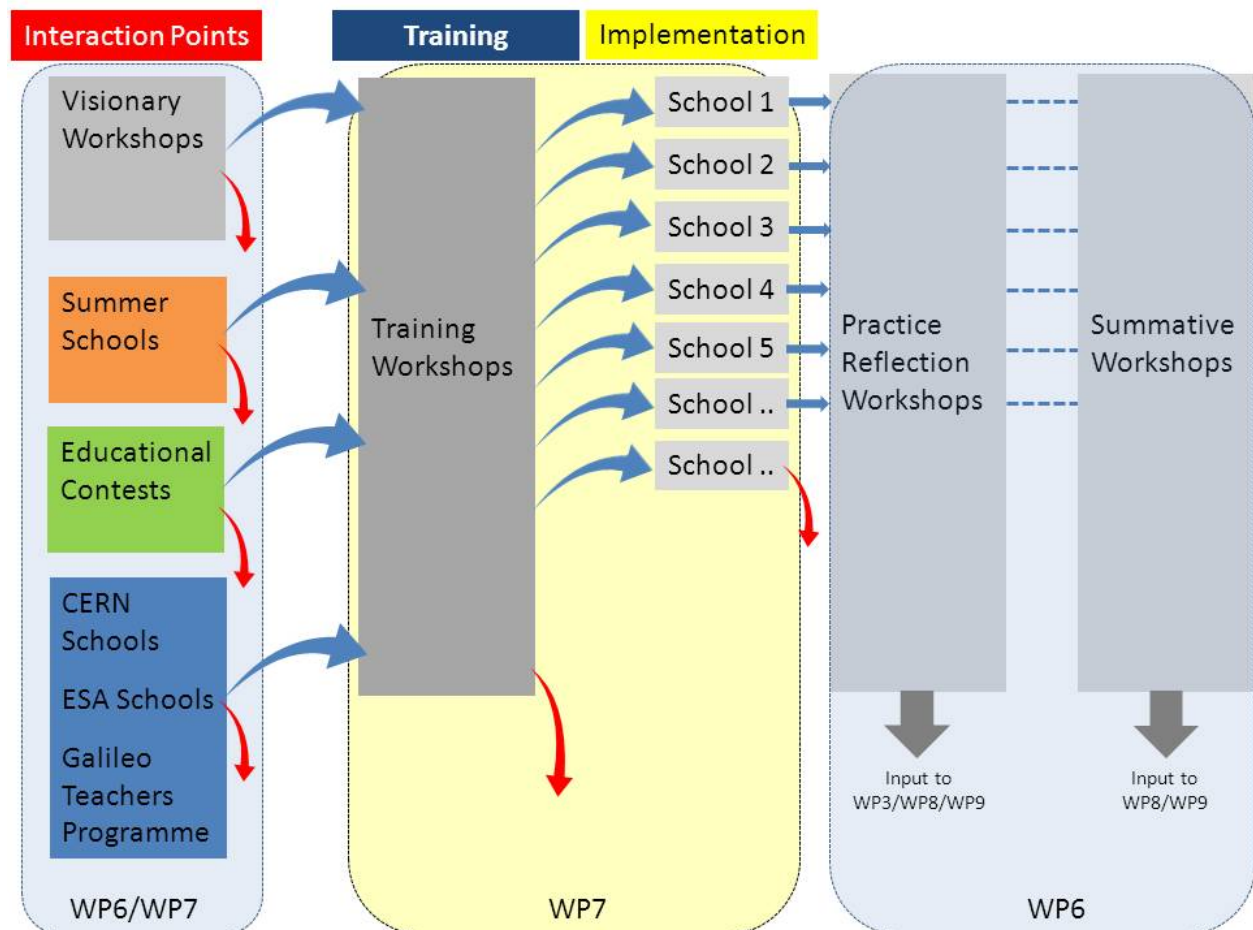 Interaction Points
Training
Implementation
Visionary
Workshops
Summer
Schools
Educational
Contests
CERN
Schools
ESA Schools
Galileo
Teachers
Programme
WP6/WP7
Training
Workshops
School 1
School 2
School 3
School 4
School 5
School ..
School ..
WP7
Practice
Reflection
Workshops
Summative
Workshops
Input to
WP3/WP8/WP9
Input to
WP8/WP9
WP6